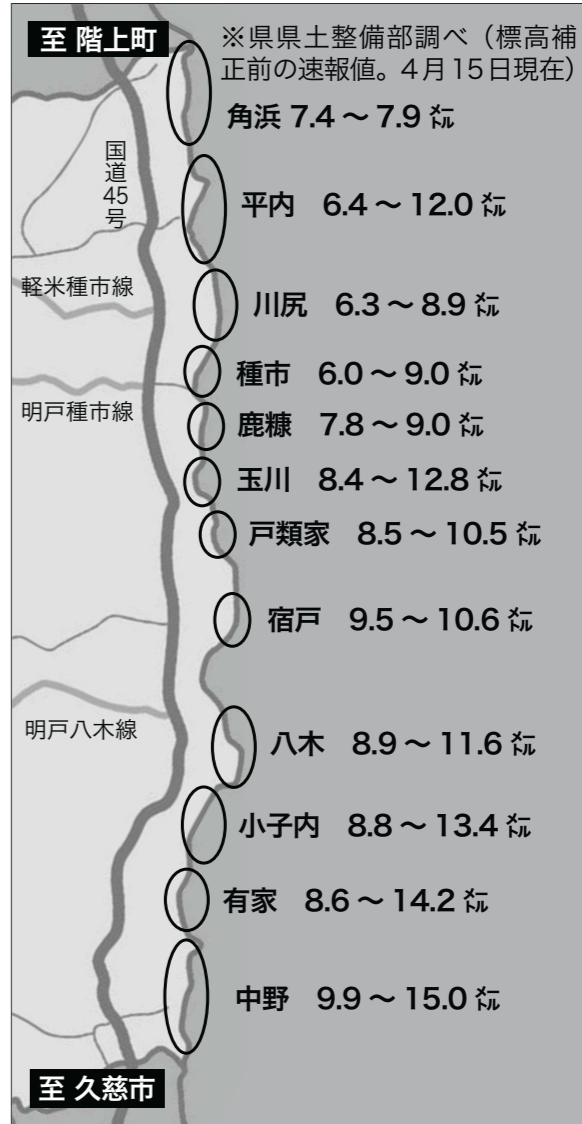 至 階上町
※県県土整備部調べ（標高補
正前の速報値。4月15日現在）
角浜 7.4～7.9㍍
国道45号
平内 6.4～12.0㍍
軽米種市線
川尻 6.3～8.9㍍
種市 6.0～9.0㍍
明戸種市線
鹿糠 7.8～9.0㍍
玉川 8.4～12.8㍍
戸類家 8.5～10.5㍍
宿戸 9.5～10.6㍍
明戸八木線
八木 8.9～11.6㍍
小子内 8.8～13.4㍍
有家 8.6～14.2㍍
中野 9.9～15.0㍍
至 久慈市